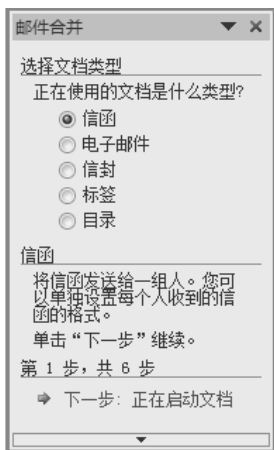 邮件合并
选择文档类型
正在使用的文档是什么类型?
信函
电子邮件
信封
标签
目录
信函
将信函发送给一组人。您可
以单独设置每个人收到的信
函的格式。
单击“下一步”继续。
第 1 步，共 6 步
下一步: 正在启动文档